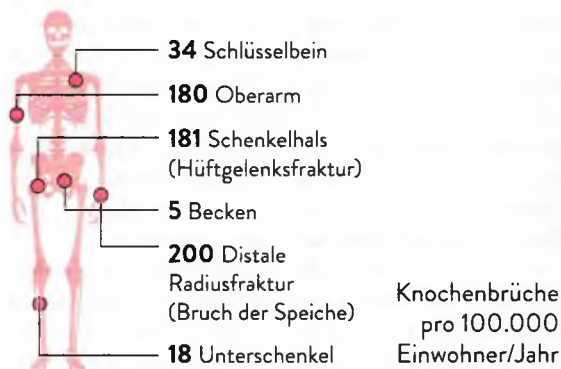 34 Schlüsselbein
180 Oberarm
181 Schenkelhals
(Hüftgelenksfraktur)
5 Becken
200 Distale
Radiusfraktur
(Bruch der Speiche)
18 Unterschenkel
Knochenbrüche
pro 100.000
Einwohner/Jahr